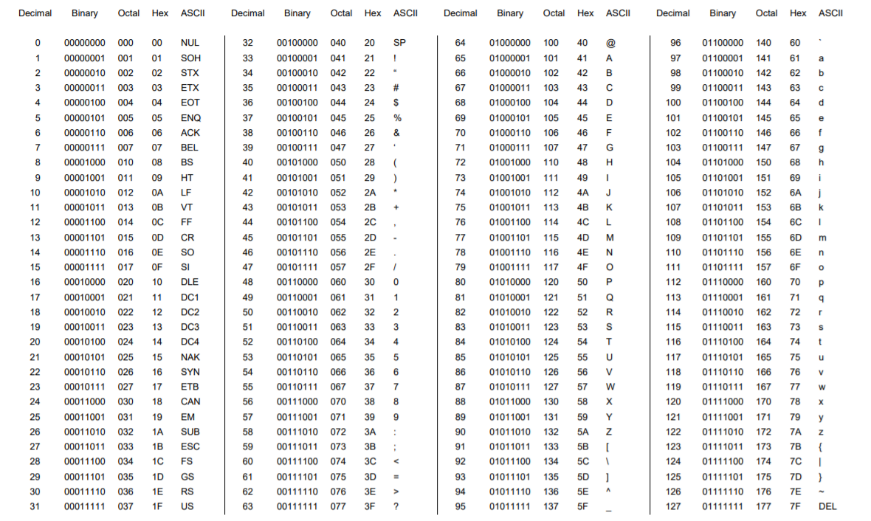 Decimal Binary Octal Hex ASCII Decimal Binary Octal Hex ASCII Decimal Binary Octal Hex ASCII Decimal Binary Octal Hex ASCII
0 00000000 000 00 NUL 32 00100000 040 20 SP 64 01000000 100 40 @ 96 01100000 140 60 `
1 00000001 001 01 SOH 33 00100001 041 21 ! 65 01000001 101 41 A 97 01100001 141 61 a
2 00000010 002 02 STX 34 00100010 042 22 " 66 01000010 102 42 B 98 01100010 142 62 b
3 00000011 003 03 ETX 35 00100011 043 23 # 67 01000011 103 43 C 99 01100011 143 63 c
4 00000100 004 04 EOT 36 00100100 044 24 $ 68 01000100 104 44 D 100 01100100 144 64 d
5 00000101 005 05 ENQ 37 00100101 045 25 % 69 01000101 105 45 E 101 01100101 145 65 e
6 00000110 006 06 ACK 38 00100110 046 26 & 70 01000110 106 46 F 102 01100110 146 66 f
7 00000111 007 07 BEL 39 00100111 047 27 ' 71 01000111 107 47 G 103 01100111 147 67 g
8 00001000 010 08 BS 40 00101000 050 28 ( 72 01001000 110 48 H 104 01101000 150 68 h
9 00001001 011 09 HT 41 00101001 051 29 ) 73 01001001 111 49 I 105 01101001 151 69 i
10 00001010 012 0A LF 42 00101010 052 2A * 74 01001010 112 4A J 106 01101010 152 6A j
11 00001011 013 0B VT 43 00101011 053 2B + 75 01001011 113 4B K 107 01101011 153 6B k
12 00001100 014 0C FF 44 00101100 054 2C , 76 01001100 114 4C L 108 01101100 154 6C l
13 00001101 015 0D CR 45 00101101 055 2D - 77 01001101 115 4D M 109 01101101 155 6D m
14 00001110 016 0E SO 46 00101110 056 2E . 78 01001110 116 4E N 110 01101110 156 6E n
15 00001111 017 0F SI 47 00101111 057 2F / 79 01001111 117 4F O 111 01101111 157 6F o
16 00010000 020 10 DLE 48 00110000 060 30 0 80 01010000 120 50 P 112 01110000 160 70 p
17 00010001 021 11 DC1 49 00110001 061 31 1 81 01010001 121 51 Q 113 01110001 161 71 q
18 00010010 022 12 DC2 50 00110010 062 32 2 82 01010010 122 52 R 114 01110010 162 72 r
19 00010011 023 13 DC3 51 00110011 063 33 3 83 01010011 123 53 S 115 01110011 163 73 s
20 00010100 024 14 DC4 52 00110100 064 34 4 84 01010100 124 54 T 116 01110100 164 74 t
21 00010101 025 15 NAK 53 00110101 065 35 5 85 01010101 125 55 U 117 01110101 165 75 u
22 00010110 026 16 SYN 54 00110110 066 36 6 86 01010110 126 56 V 118 01110110 166 76 v
23 00010111 027 17 ETB 55 00110111 067 37 7 87 01010111 127 57 W 119 01110111 167 77 w
24 00011000 030 18 CAN 56 00111000 070 38 8 88 01011000 130 58 X 120 01111000 170 78 x
25 00011001 031 19 EM 57 00111001 071 39 9 89 01011001 131 59 Y 121 01111001 171 79 y
26 00011010 032 1A SUB 58 00111010 072 3A : 90 01011010 132 5A Z 122 01111010 172 7A z
27 00011011 033 1B ESC 59 00111011 073 3B ; 91 01011011 133 5B [ 123 01111011 173 7B {
28 00011100 034 1C FS 60 00111100 074 3C < 92 01011100 134 5C \ 124 01111100 174 7C |
29 00011101 035 1D GS 61 00111101 075 3D = 93 01011101 135 5D ] 125 01111101 175 7D }
30 00011110 036 1E RS 62 00111110 076 3E > 94 01011110 136 5E ^ 126 01111110 176 7E ~
31 00011111 037 1F US 63 00111111 077 3F ? 95 01011111 137 5F _ 127 01111111 177 7F DEL